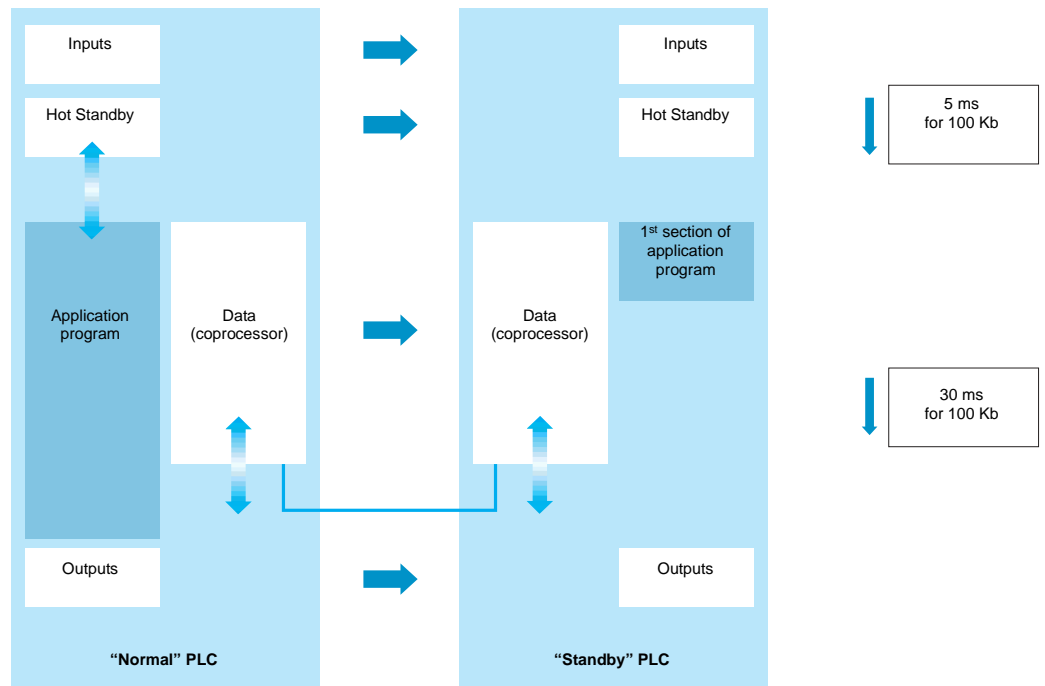 Inputs
Inputs
Hot Standby
Hot Standby
5 ms
for 100 Kb
1st section of
application
program
Application
program
Data
(coprocessor)
Data
(coprocessor)
30 ms
for 100 Kb
Outputs
Outputs
“Normal” PLC
“Standby” PLC